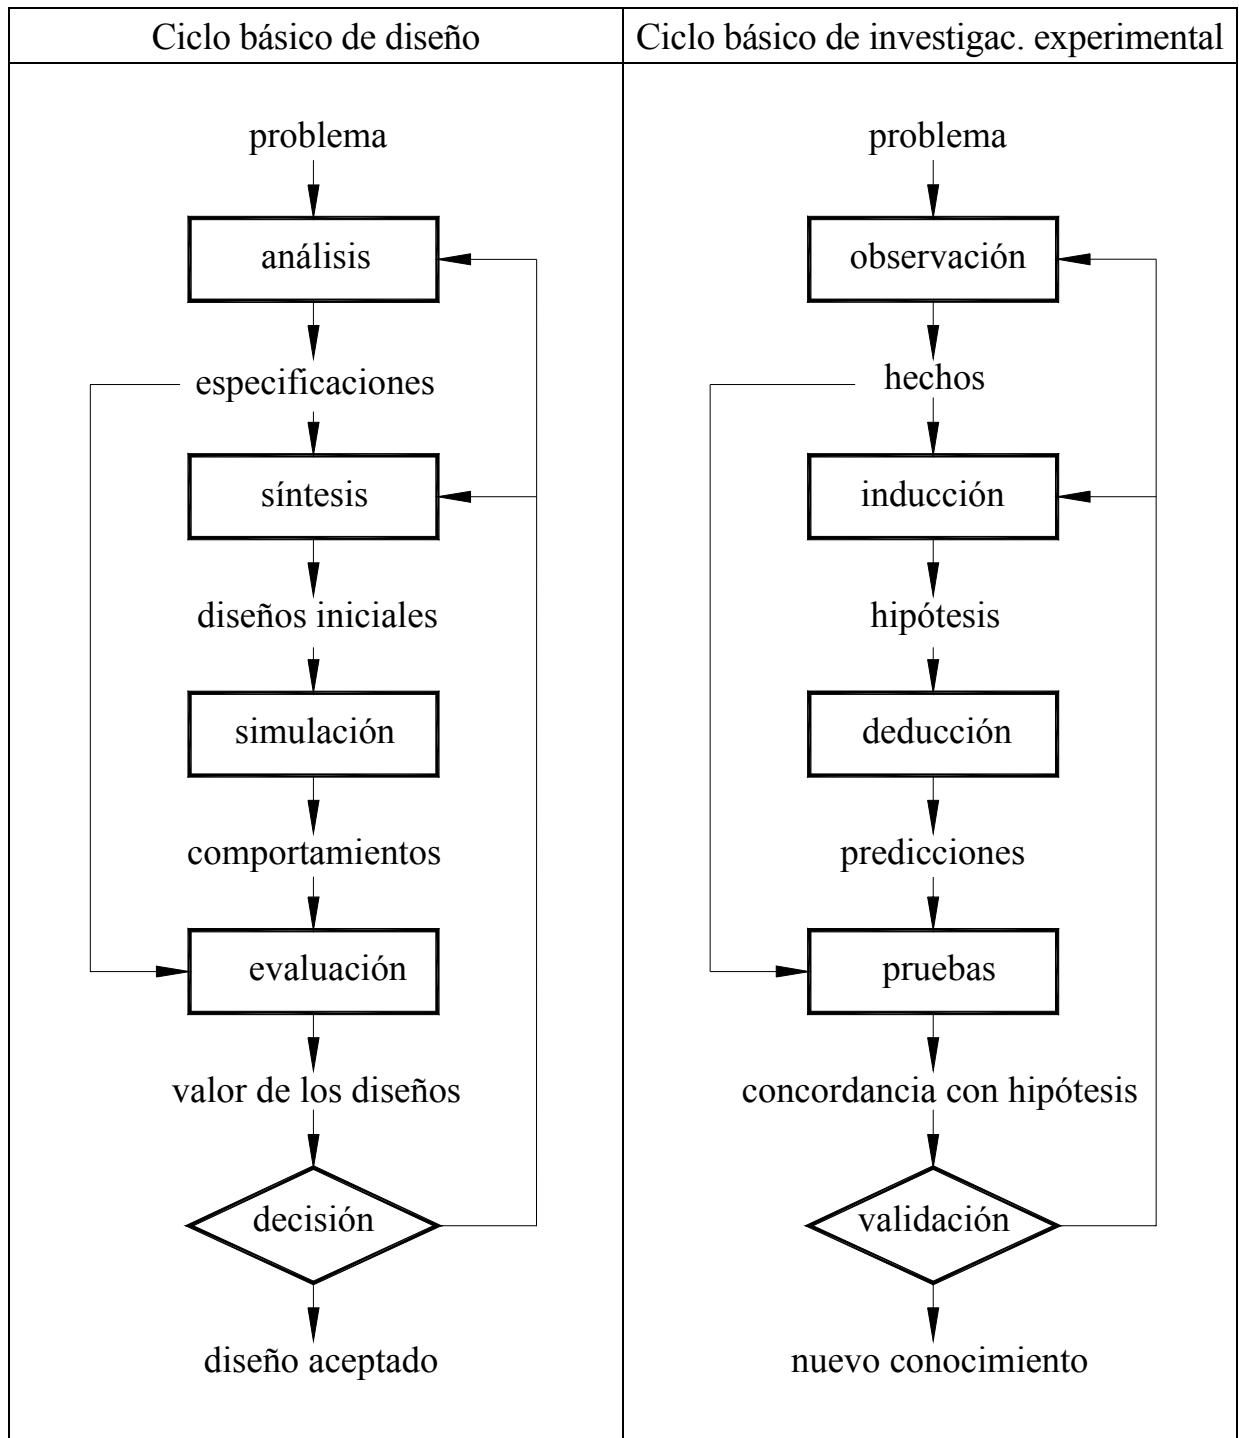 Ciclo básico de diseño
problema
análisis
especificaciones
síntesis
diseños iniciales
simulación
comportamientos
evaluación
valor de los diseños
decisión
diseño aceptado
Ciclo básico de investigac. experimental
problema
observación
hechos
inducción
hipótesis
deducción
predicciones
pruebas
concordancia con hipótesis
validación
nuevo conocimiento